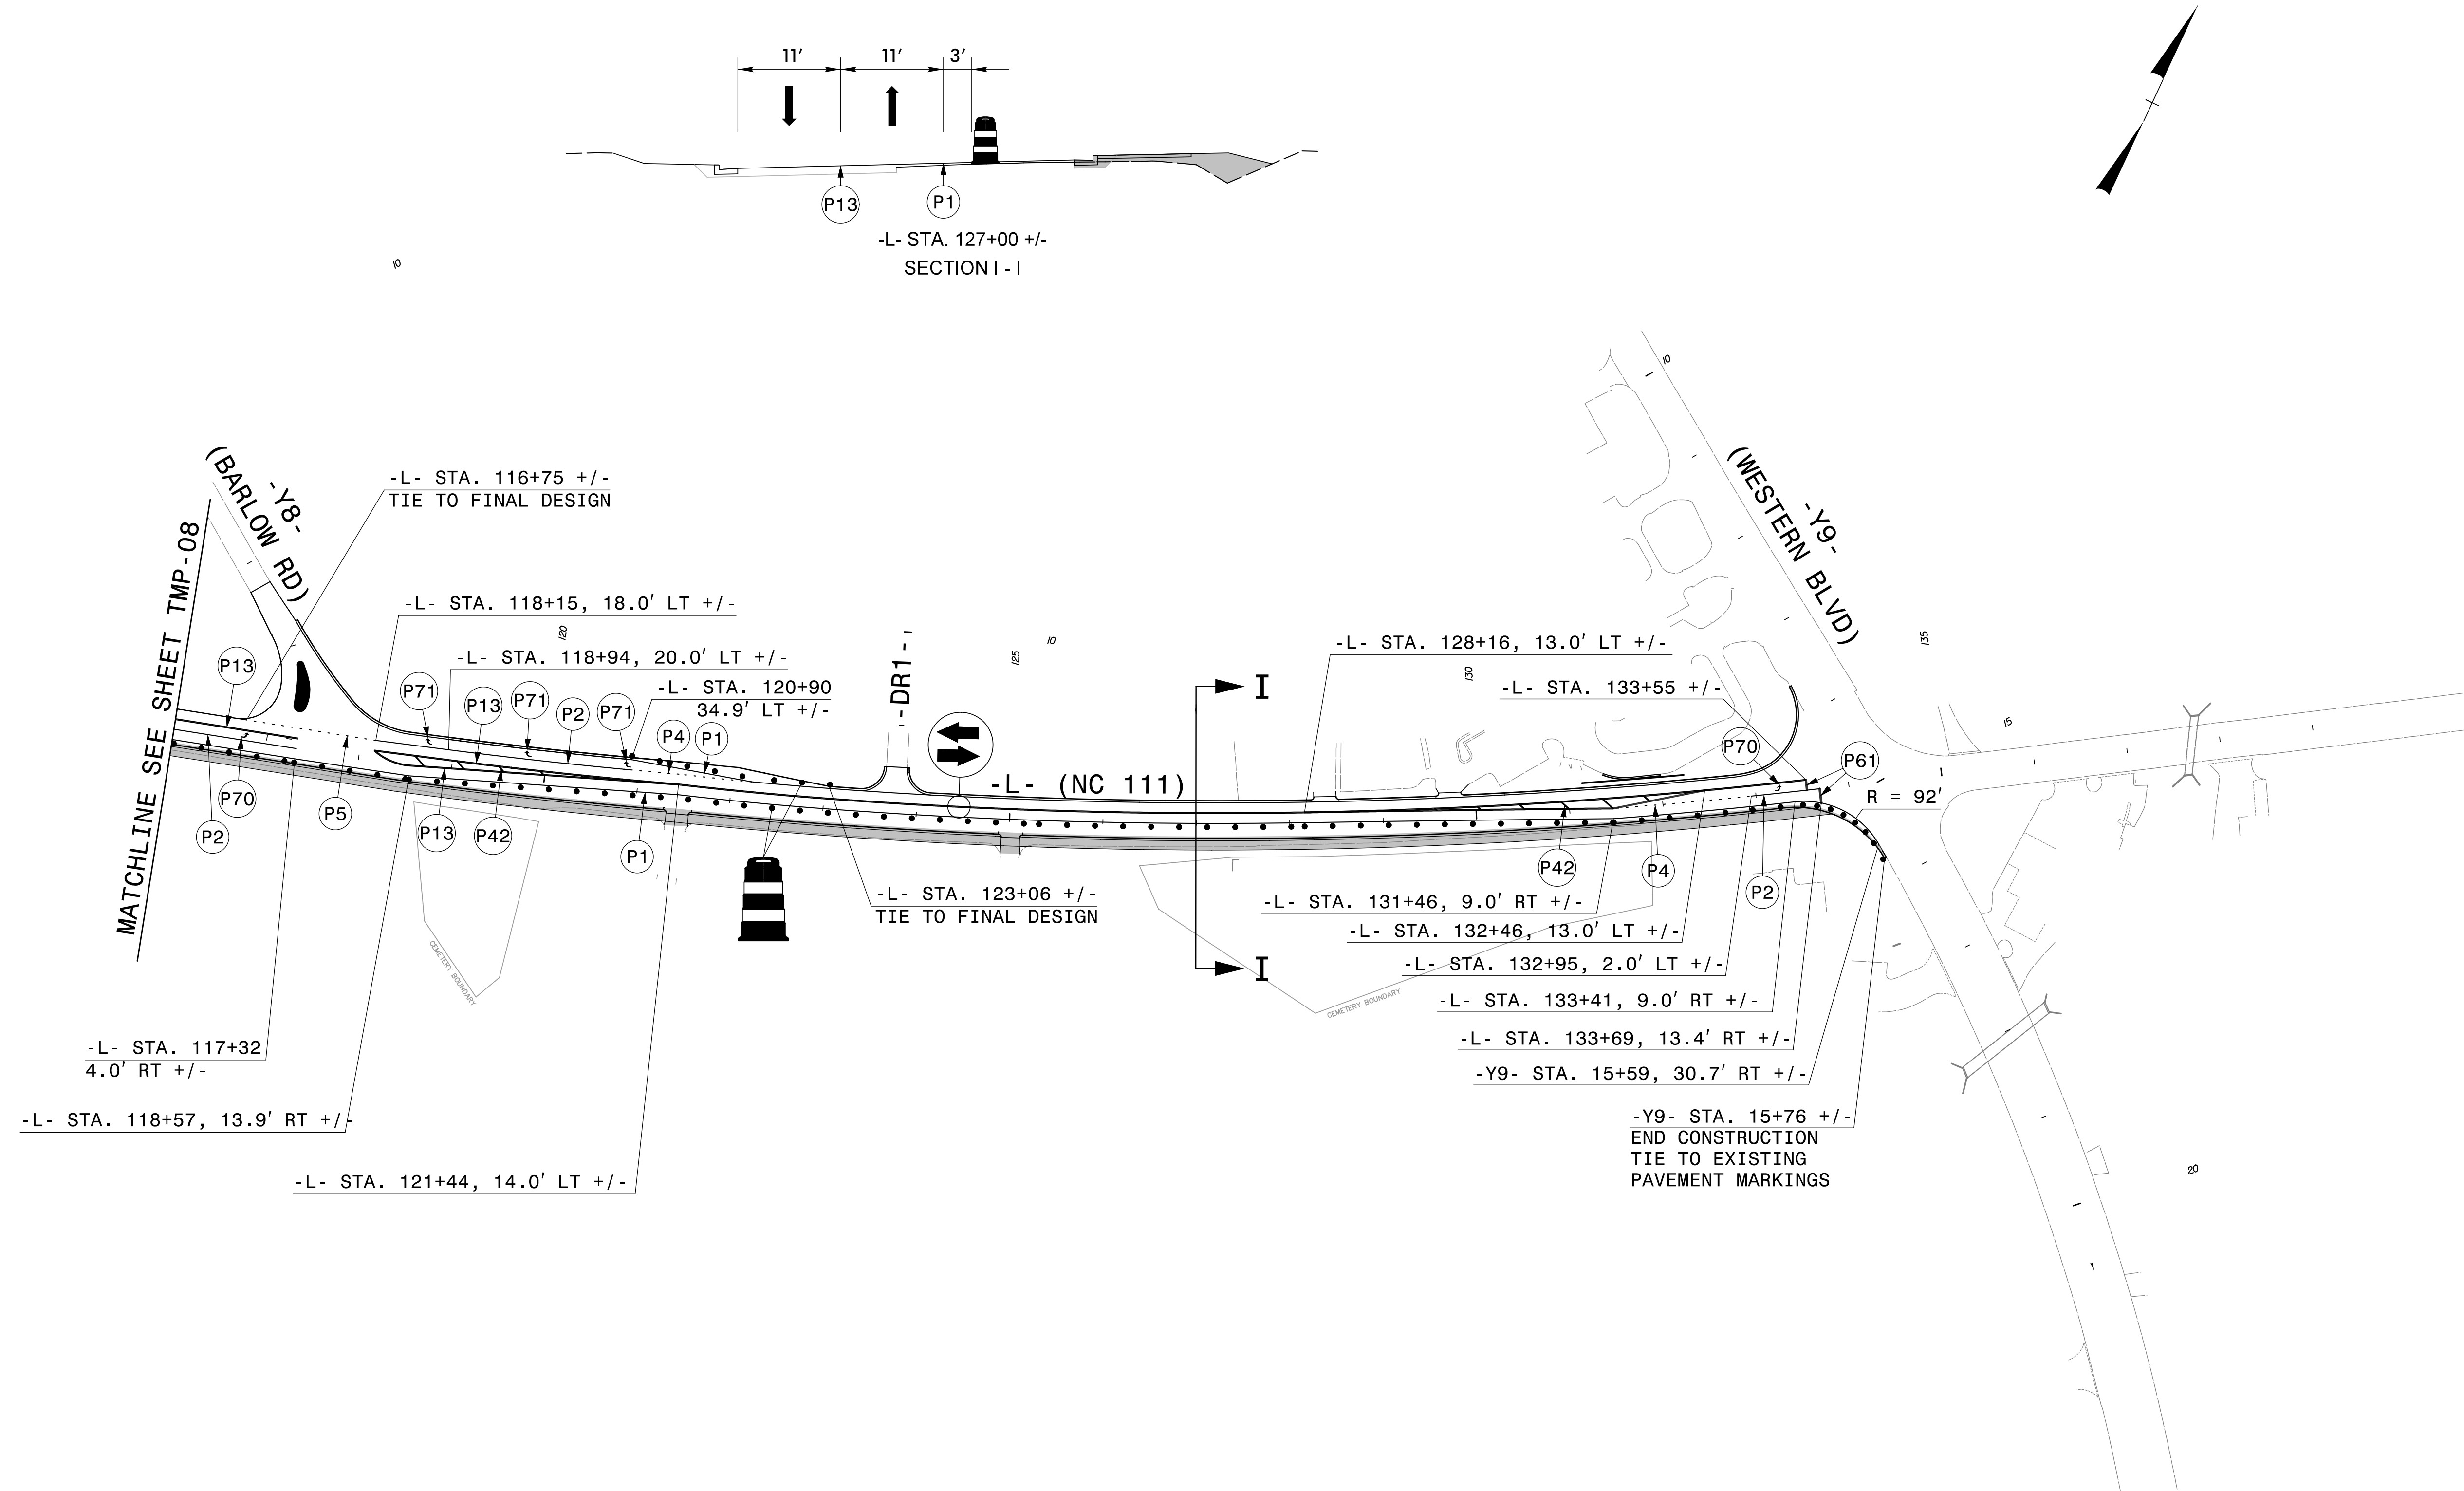 11' 11' 3'
P13 P1
-L- STA. 127+00 +/-
SECTION I - I
10
10
MATCHLINE SEE SHEET TMP-08
-Y8-
(BARLOW RD)
-L- STA. 116+75 +/-
TIE TO FINAL DESIGN
-L- STA. 118+15, 18.0' LT +/-
120
-L- STA. 118+94, 20.0' LT +/-
-L- STA. 120+90
34.9' LT +/-
P13
P71
P13
P71
P2
P71
P4
P1
-DR1-
125
10
-L- (NC 111)
I
I
-L- STA. 128+16, 13.0' LT +/-
130
-L- STA. 133+55 +/-
-Y9-
(WESTERN BLVD)
135
15
P70
P61
R = 92'
P2
P70
P5
P13
P42
P1
P42
P4
P2
-L- STA. 123+06 +/-
TIE TO FINAL DESIGN
-L- STA. 131+46, 9.0' RT +/-
-L- STA. 132+46, 13.0' LT +/-
-L- STA. 132+95, 2.0' LT +/-
-L- STA. 133+41, 9.0' RT +/-
-L- STA. 133+69, 13.4' RT +/-
-Y9- STA. 15+59, 30.7' RT +/-
-Y9- STA. 15+76 +/-
END CONSTRUCTION
TIE TO EXISTING
PAVEMENT MARKINGS
CEMETERY BOUNDARY
CEMETERY BOUNDARY
-L- STA. 117+32
4.0' RT +/-
-L- STA. 118+57, 13.9' RT +/-
-L- STA. 121+44, 14.0' LT +/-
20